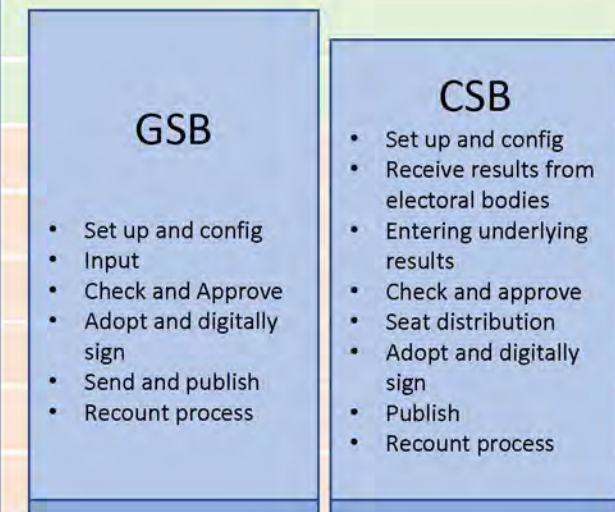 GSB
• Set up and config
• Input
• Check and Approve
• Adopt and digitally
sign
• Send and publish
• Recount process
CSB
• Set up and config
• Receive results from
electoral bodies
• Entering underlying
results
• Check and approve
• Seat distribution
• Adopt and digitally
sign
• Publish
• Recount process